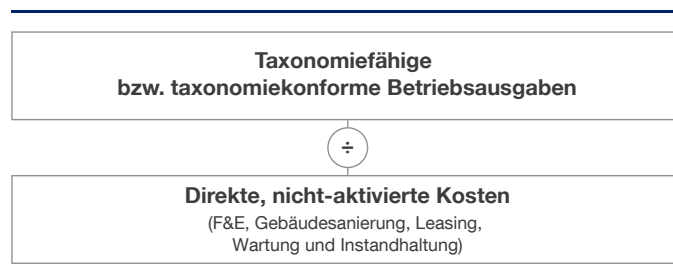 Taxonomiefähige
bzw. taxonomiekonforme Betriebsausgaben
÷
Direkte, nicht-aktivierte Kosten
(F&E, Gebäudesanierung, Leasing,
Wartung und Instandhaltung)